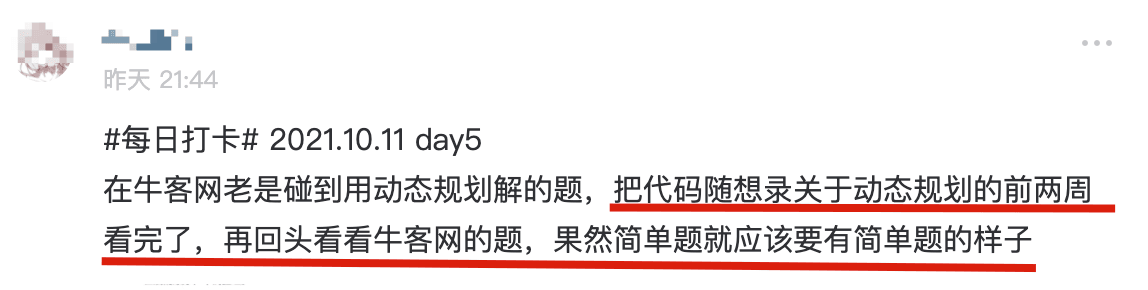 昨天 21:44
#每日打卡# 2021.10.11 day5
在牛客网老是碰到用动态规划解的题，把代码随想录关于动态规划的前两周
看完了，再回头看看牛客网的题，果然简单题就应该要有简单题的样子